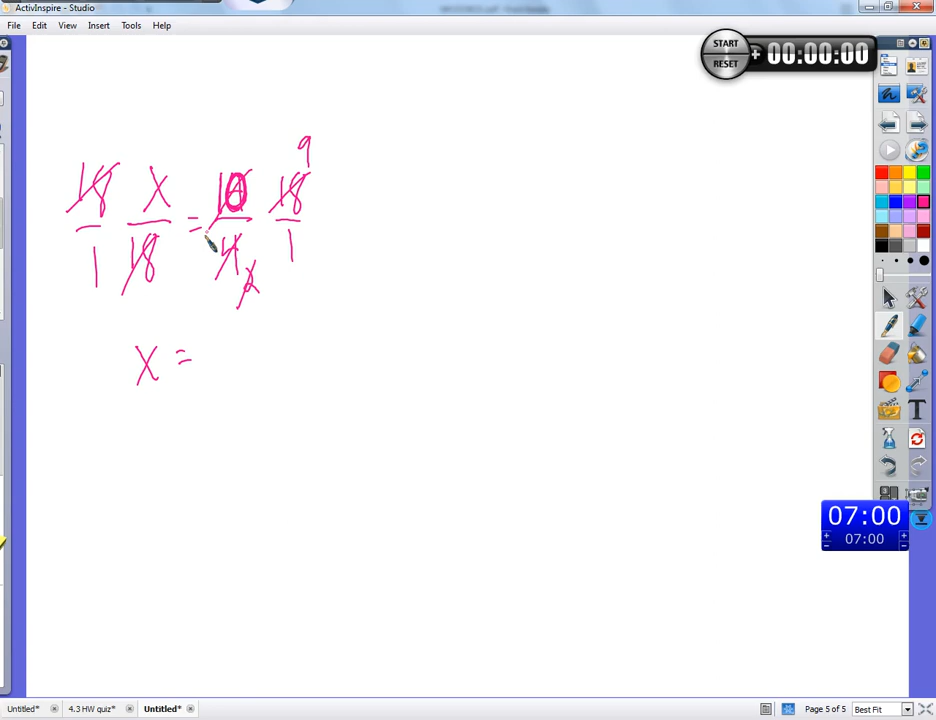 ActivInspire - Studio
File Edit View Insert Tools Help
START
RESET
+ 00:00:00
9
18 X = 10 18
1 18 4 2 1
X =
07:00
+ 07:00 +
Untitled* 4.3 HW quiz* Untitled* Page 5 of 5 Best Fit